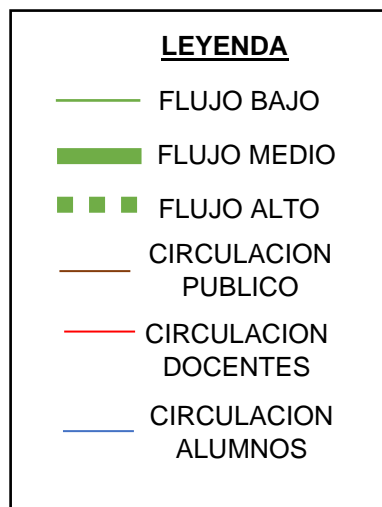 LEYENDA
FLUJO BAJO
FLUJO MEDIO
FLUJO ALTO
CIRCULACION
PUBLICO
CIRCULACION
DOCENTES
CIRCULACION
ALUMNOS